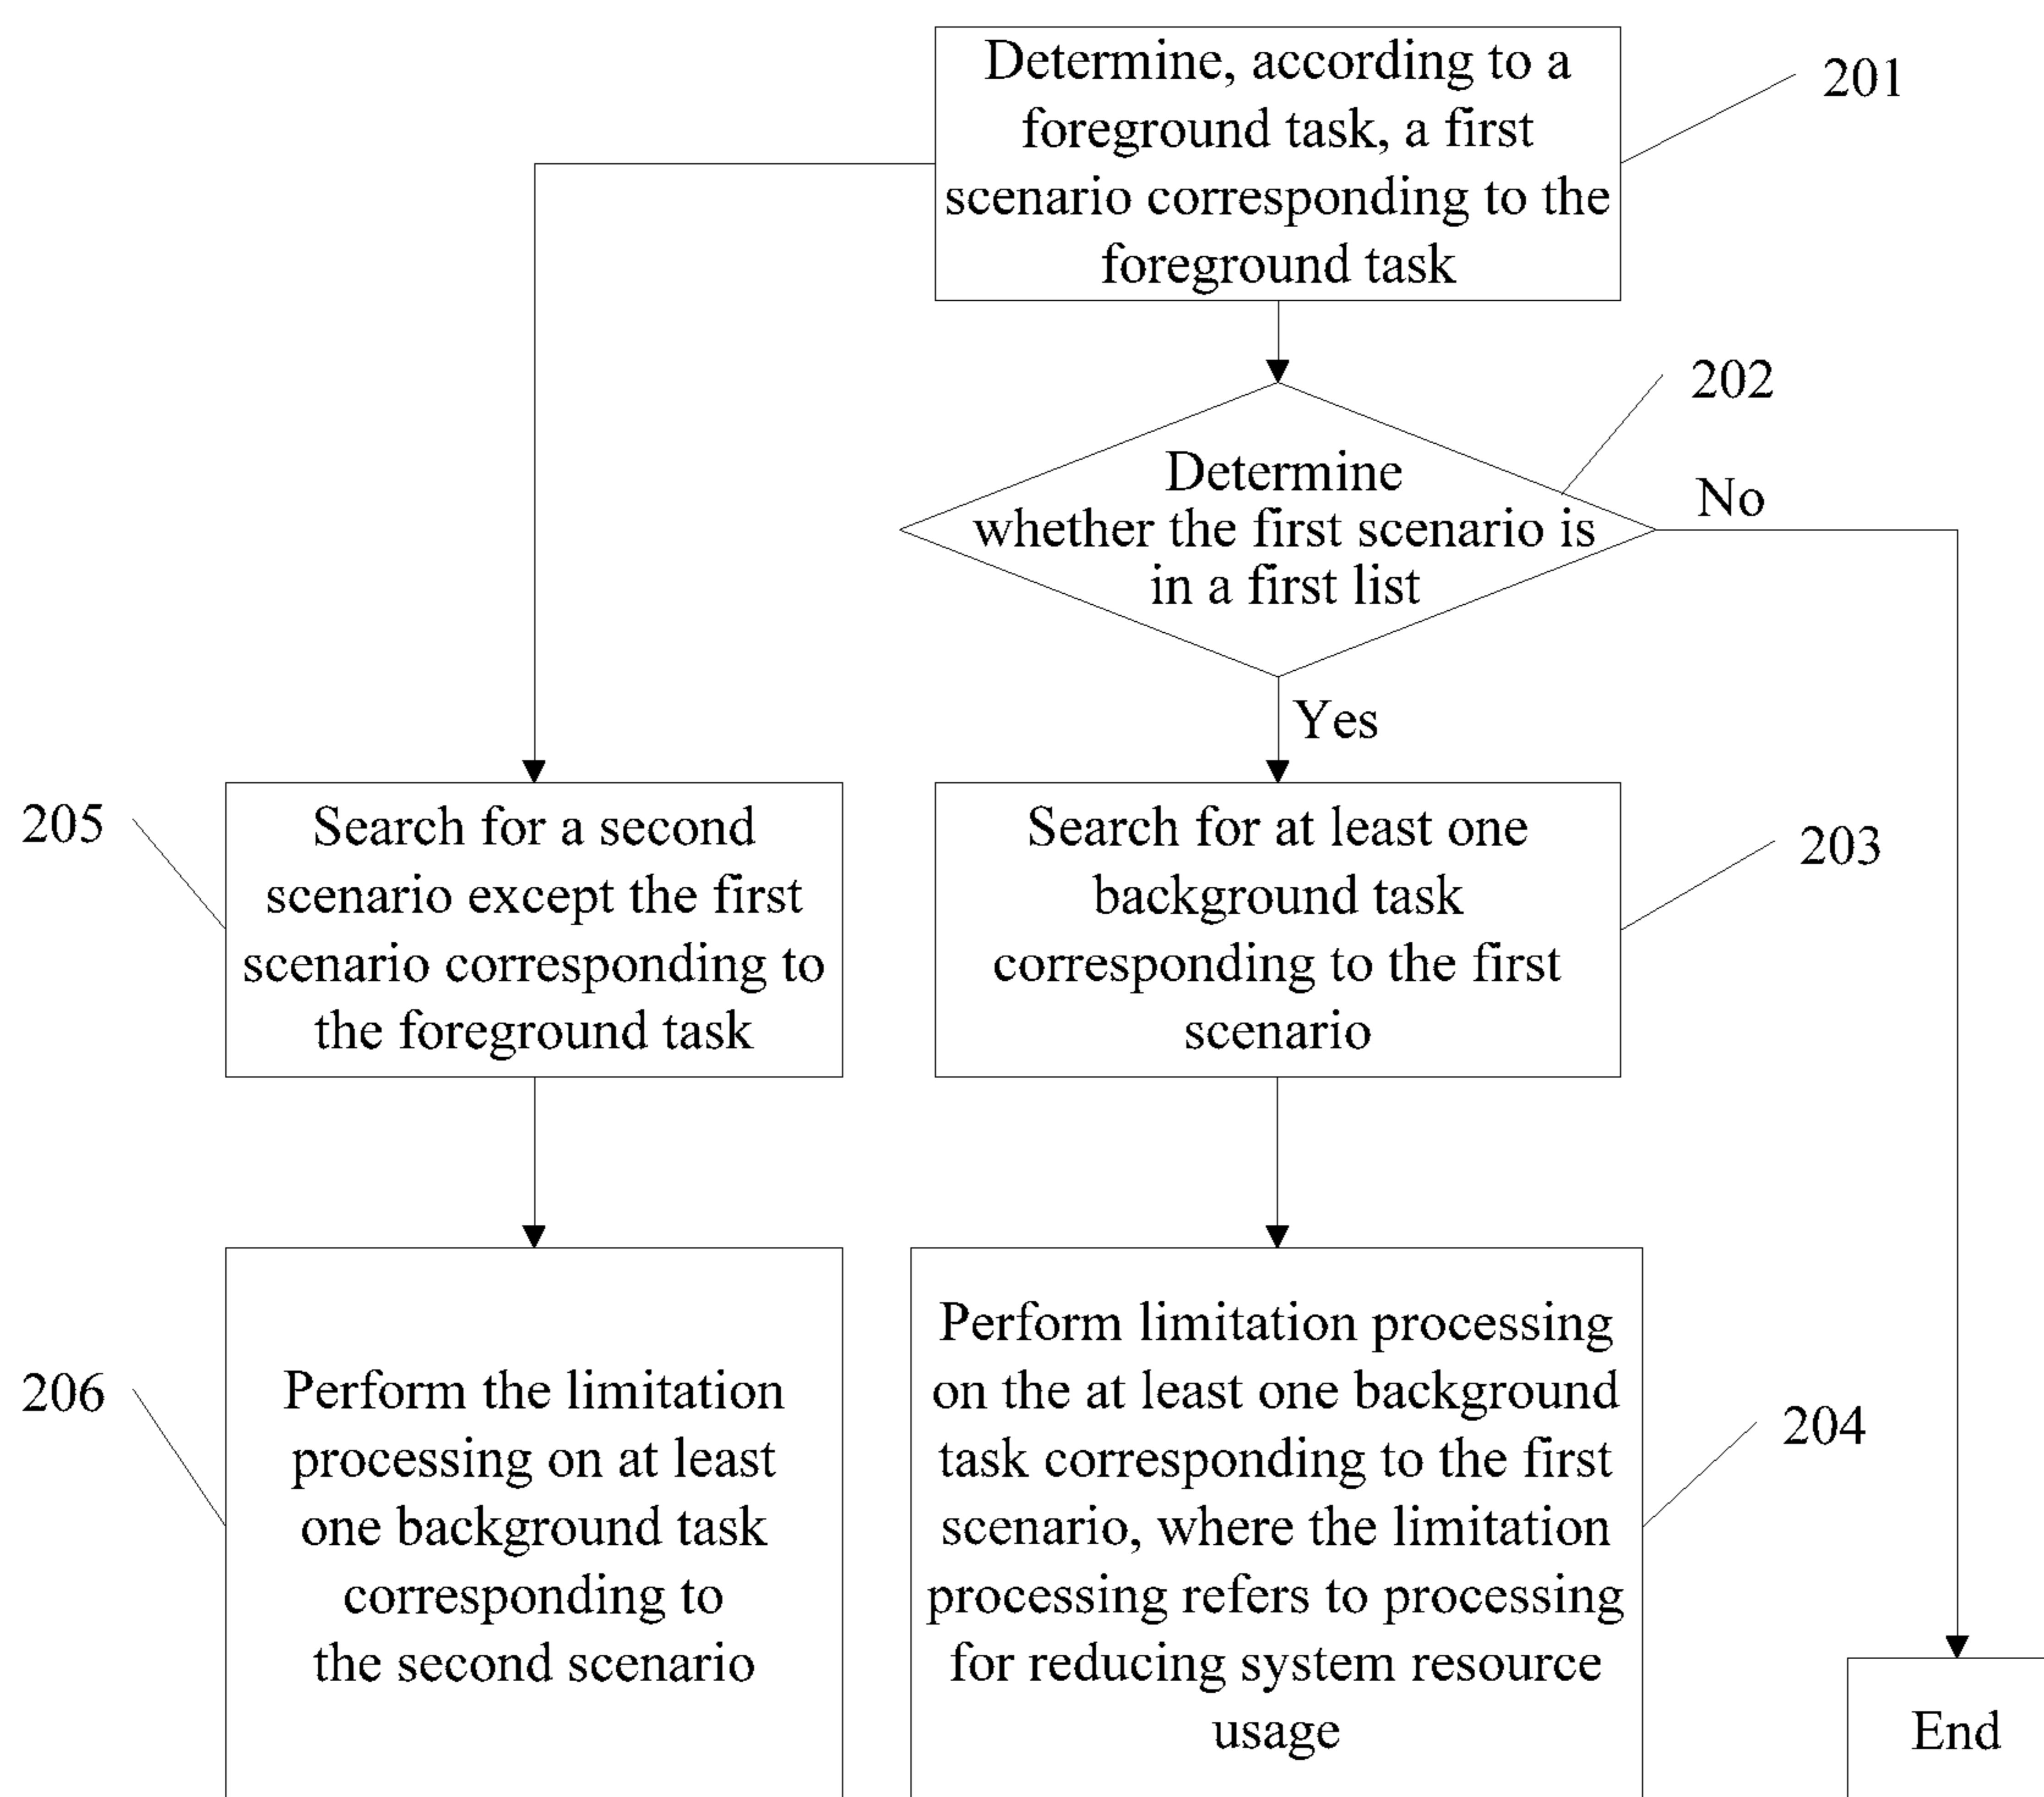 Determine, according to a
foreground task, a first
scenario corresponding to the
foreground task
201
202
Determine
whether the first scenario is
in a first list
No
Yes
205
Search for a second
scenario except the first
scenario corresponding to
the foreground task
Search for at least one
background task
corresponding to the first
scenario
203
206
Perform the limitation
processing on at least
one background task
corresponding to
the second scenario
Perform limitation processing
on the at least one background
task corresponding to the first
scenario, where the limitation
processing refers to processing
for reducing system resource
usage
204
End